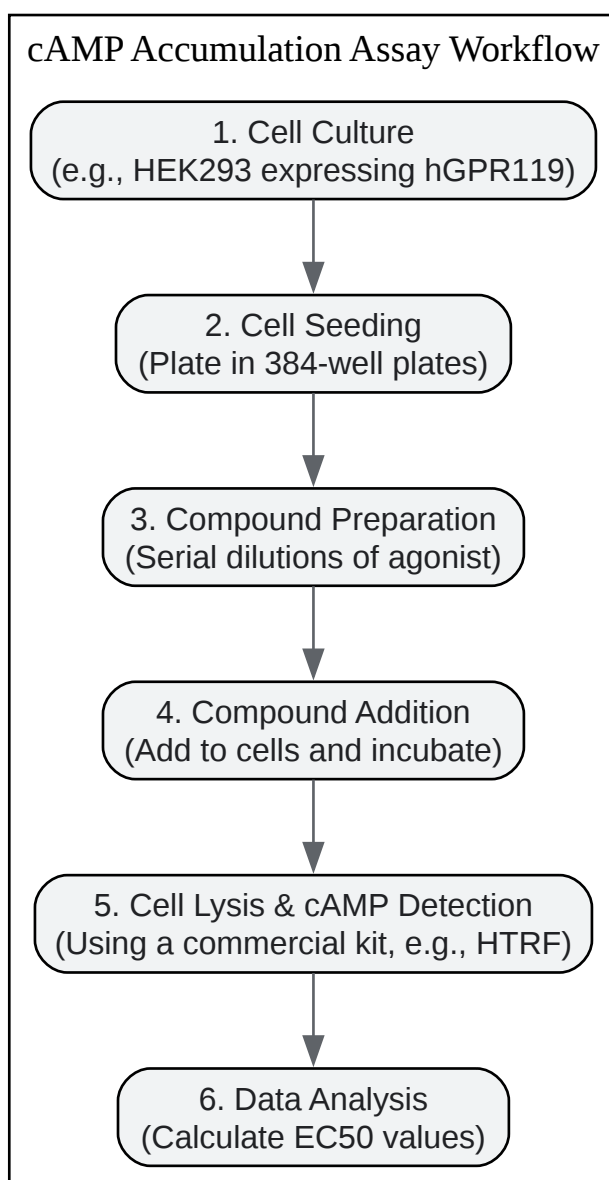 cAMP Accumulation Assay Workflow
1. Cell Culture
(e.g., HEK293 expressing hGPR119)
2. Cell Seeding
(Plate in 384-well plates)
3. Compound Preparation
(Serial dilutions of agonist)
4. Compound Addition
(Add to cells and incubate)
5. Cell Lysis & cAMP Detection
(Using a commercial kit, e.g., HTRF)
6. Data Analysis
(Calculate EC50 values)